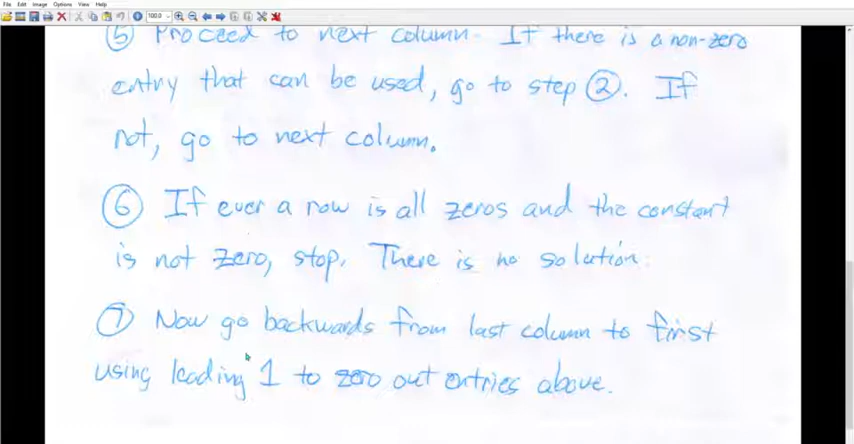 File Edit Image Options View Help
100.0
⑤ Proceed to next column. If there is a non-zero
entry that can be used, go to step ②. If
not, go to next column.
⑥ If ever a row is all zeros and the constant
is not zero, stop. There is no solution.
⑦ Now go backwards from last column to first
using leading 1 to zero out entries above.